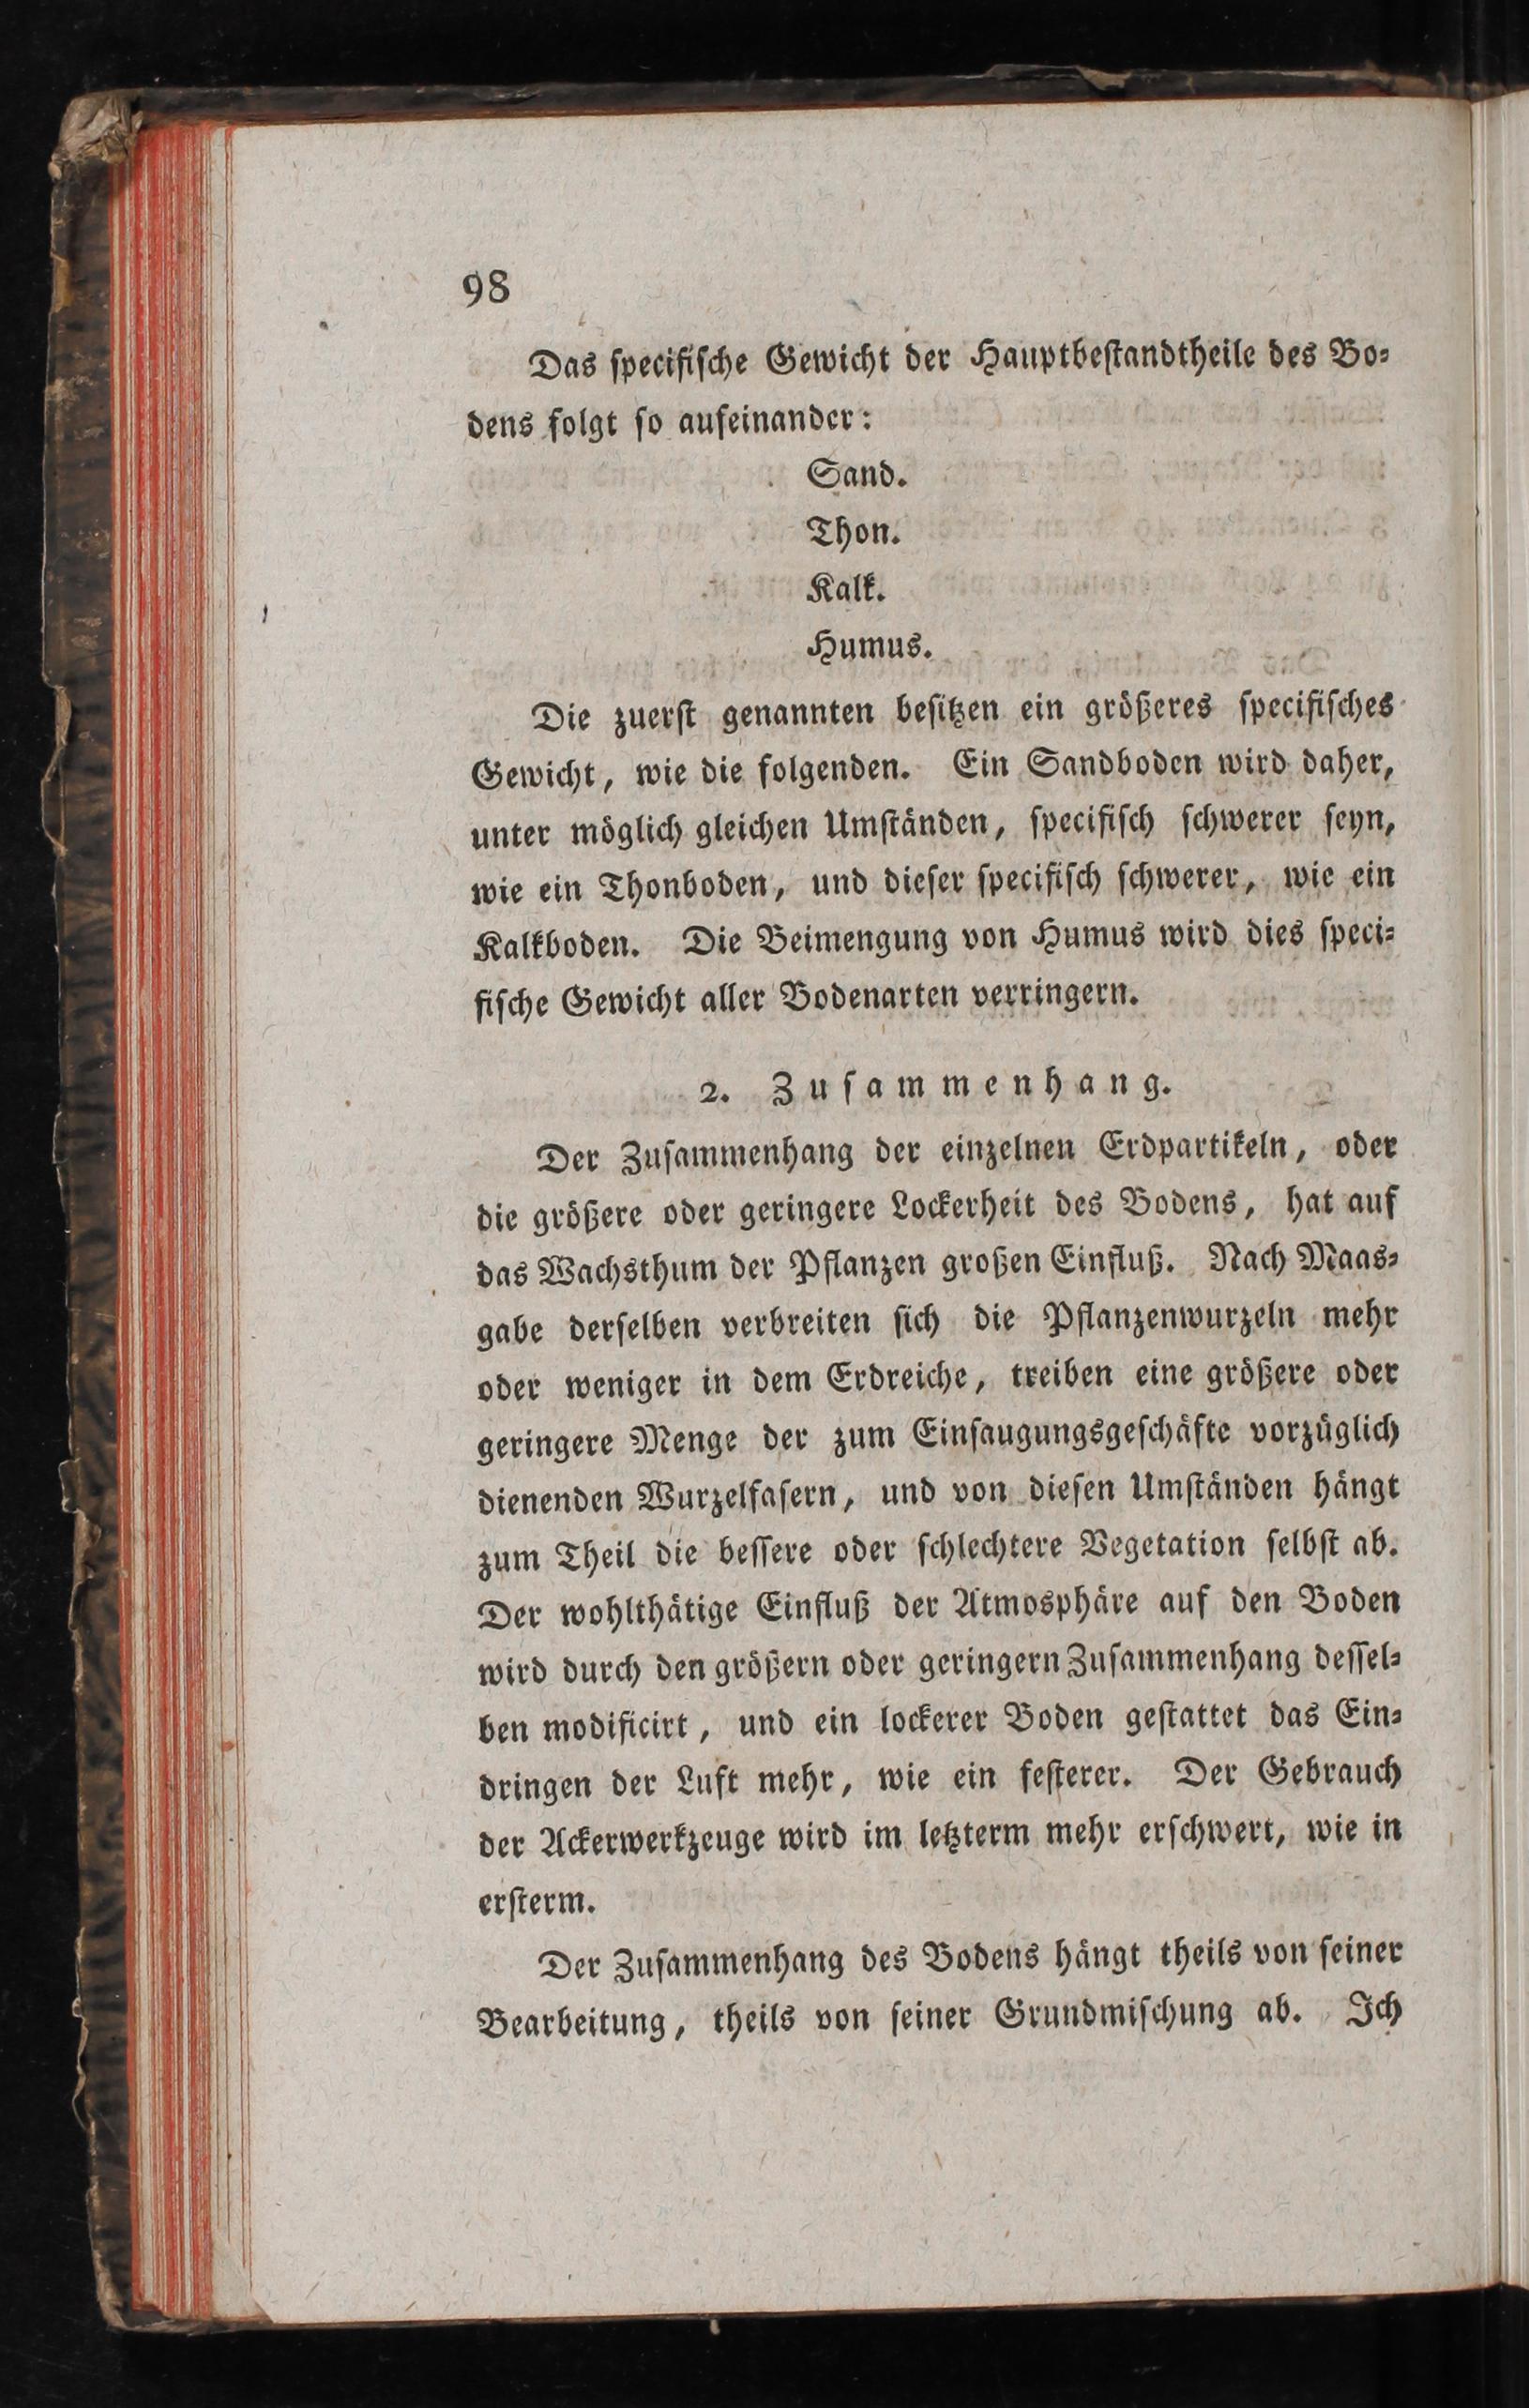 98
Das ſpecifiſche Gewicht der Hauptbeſtandtheile des Bo⸗
dens folgt ſo aufeinander:
Sand.
Thon.
Kalk.
Humus.
Die zuerſt genannten beſitzen ein größeres ſpecifiſches
Gewicht, wie die folgenden. Ein Sandboden wird daher,
unter möglich gleichen Umſtänden, ſpecifiſch ſchwerer ſeyn,
wie ein Thonboden, und dieſer ſpecifiſch ſchwerer, wie ein
Kalkboden. Die Beimengung von Humus wird dies ſpeci⸗
fiſche Gewicht aller Bodenarten verringern.
2. Zuſammenhang.
Der Zuſammenhang der einzelnen Erdpartikeln, oder
die größere oder geringere Lockerheit des Bodens, hat auf
das Wachsthum der Pflanzen großen Einfluß. Nach Maas⸗
gabe derſelben verbreiten ſich die Pflanzenwurzeln mehr
oder weniger in dem Erdreiche, treiben eine größere oder
geringere Menge der zum Einſaugungsgeſchäfte vorzüglich
dienenden Wurzelfaſern, und von dieſen Umſtänden hängt
zum Theil die beſſere oder ſchlechtere Vegetation ſelbſt ab.
Der wohlthätige Einfluß der Atmosphäre auf den Boden
wird durch den größern oder geringern Zuſammenhang deſſel⸗
ben modificirt, und ein lockerer Boden geſtattet das Ein⸗
dringen der Luft mehr, wie ein feſterer. Der Gebrauch
der Ackerwerkzeuge wird im letzterm mehr erſchwert, wie in
erſterm.
Der Zuſammenhang des Bodens hängt theils von ſeiner
Bearbeitung, theils von ſeiner Grundmiſchung ab. Ich